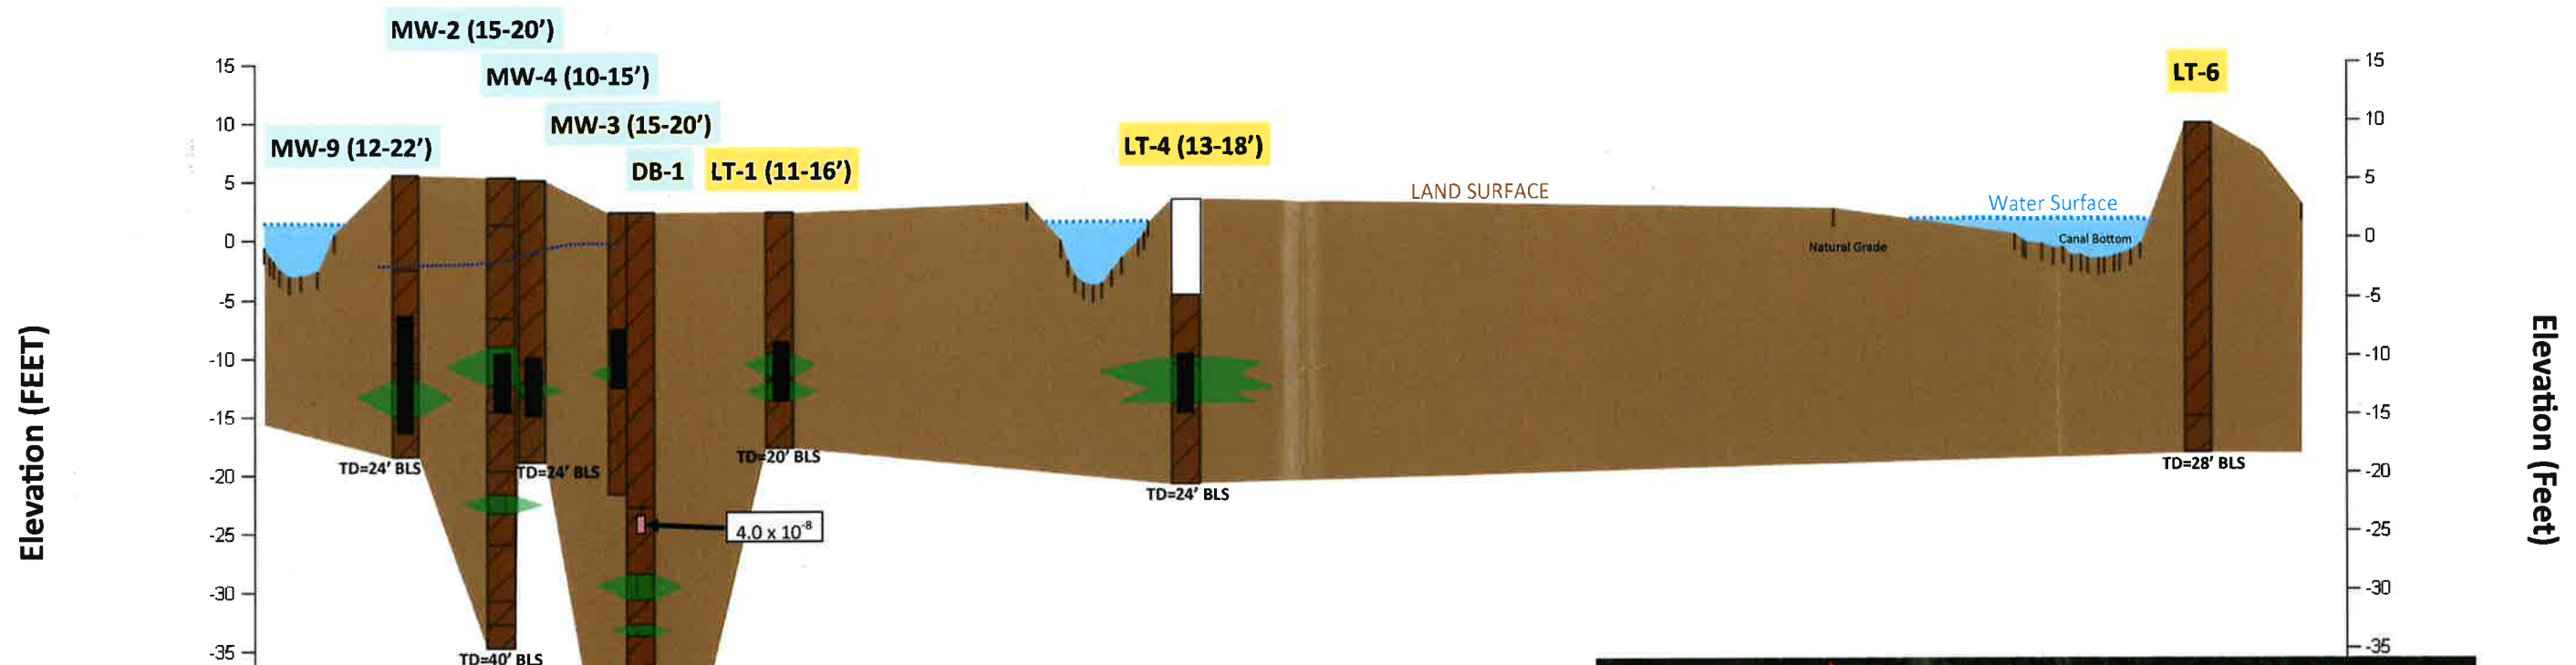 MW-2 (15-20')
MW-4 (10-15')
MW-3 (15-20')
MW-9 (12-22')
DB-1
LT-1 (11-16')
LT-4 (13-18')
LT-6
LAND SURFACE
Water Surface
Canal Bottom
Natural Grade
15
10
5
0
-5
-10
-15
-20
-25
-30
-35
Elevation (FEET)
15
10
5
0
-5
-10
-15
-20
-25
-30
-35
Elevation (Feet)
TD=24' BLS
TD=24' BLS
TD=20' BLS
TD=24' BLS
TD=28' BLS
4.0 x 10⁻⁸
TD=40' BLS